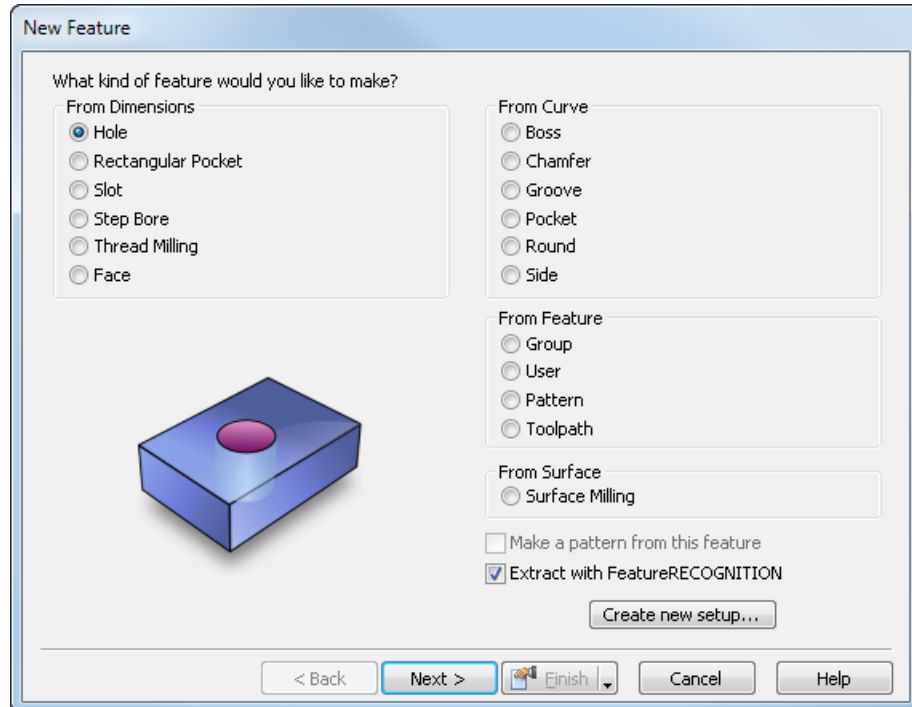 New Feature
What kind of feature would you like to make?
From Dimensions
Hole
Rectangular Pocket
Slot
Step Bore
Thread Milling
Face
From Curve
Boss
Chamfer
Groove
Pocket
Round
Side
From Feature
Group
User
Pattern
Toolpath
From Surface
Surface Milling
Make a pattern from this feature
Extract with FeatureRECOGNITION
Create new setup...
< Back
Next >
Finish
Cancel
Help